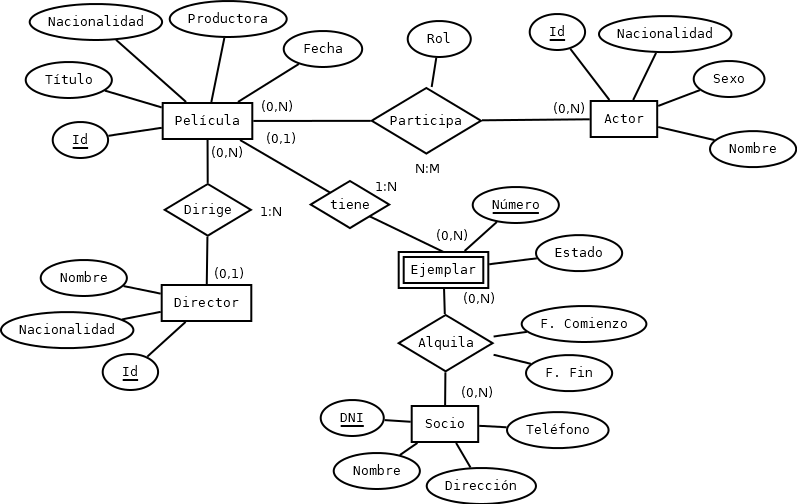 Nacionalidad
Productora
Fecha
Título
Id
Película
(0,N)
Rol
Participa
N:M
(0,N)
Actor
Id
Nacionalidad
Sexo
Nombre
(0,N)
(0,1)
Dirige
1:N
tiene
1:N
(0,N)
Número
Estado
Ejemplar
(0,1)
Director
Nombre
Nacionalidad
Id
(0,N)
Alquila
F. Comienzo
F. Fin
(0,N)
Socio
DNI
Nombre
Dirección
Teléfono